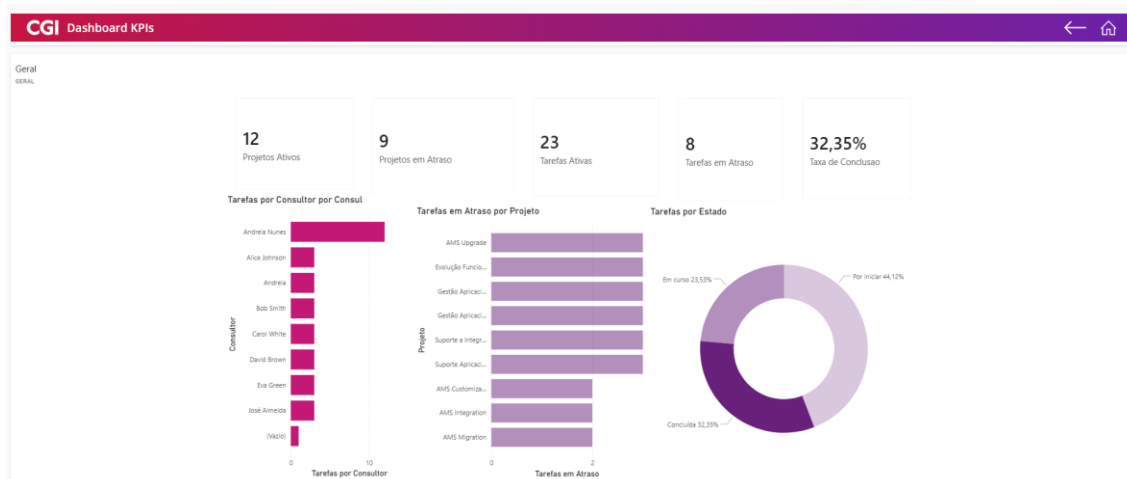 CGI Dashboard KPIs
Geral
GERAL
12
Projetos Ativos
9
Projetos em Atraso
23
Tarefas Ativas
8
Tarefas em Atraso
32,35%
Taxa de Conclusao
Tarefas por Consultor por Consul
Andreia Nunes
Alice Johnson
Andreia
Bob Smith
Carol White
David Brown
Eva Green
José Almeida
(Vazio)
Consultor
0
10
Tarefas por Consultor
Tarefas em Atraso por Projeto
AMS Upgrade
Evolução Funcio...
Gestão Aplicaci...
Gestão Aplicaci...
Suporte e Integr...
Suporte Aplicaci...
AMS Customiza...
AMS Integration
AMS Migration
Projeto
0
2
Tarefas em Atraso
Tarefas por Estado
Em curso 23,53%
Por iniciar 44,12%
Concluída 32,35%